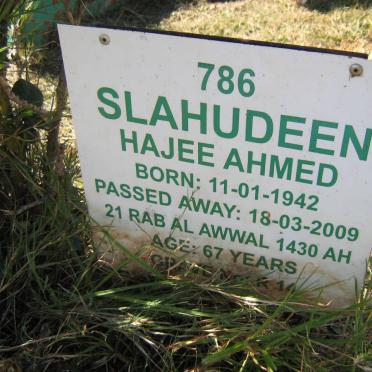 786
SLAHUDEEN
HAJEE AHMED
BORN: 11-01-1942
PASSED AWAY: 18-03-2009
21 RAB AL AWWAL 1430 AH
AGE: 67 YEARS